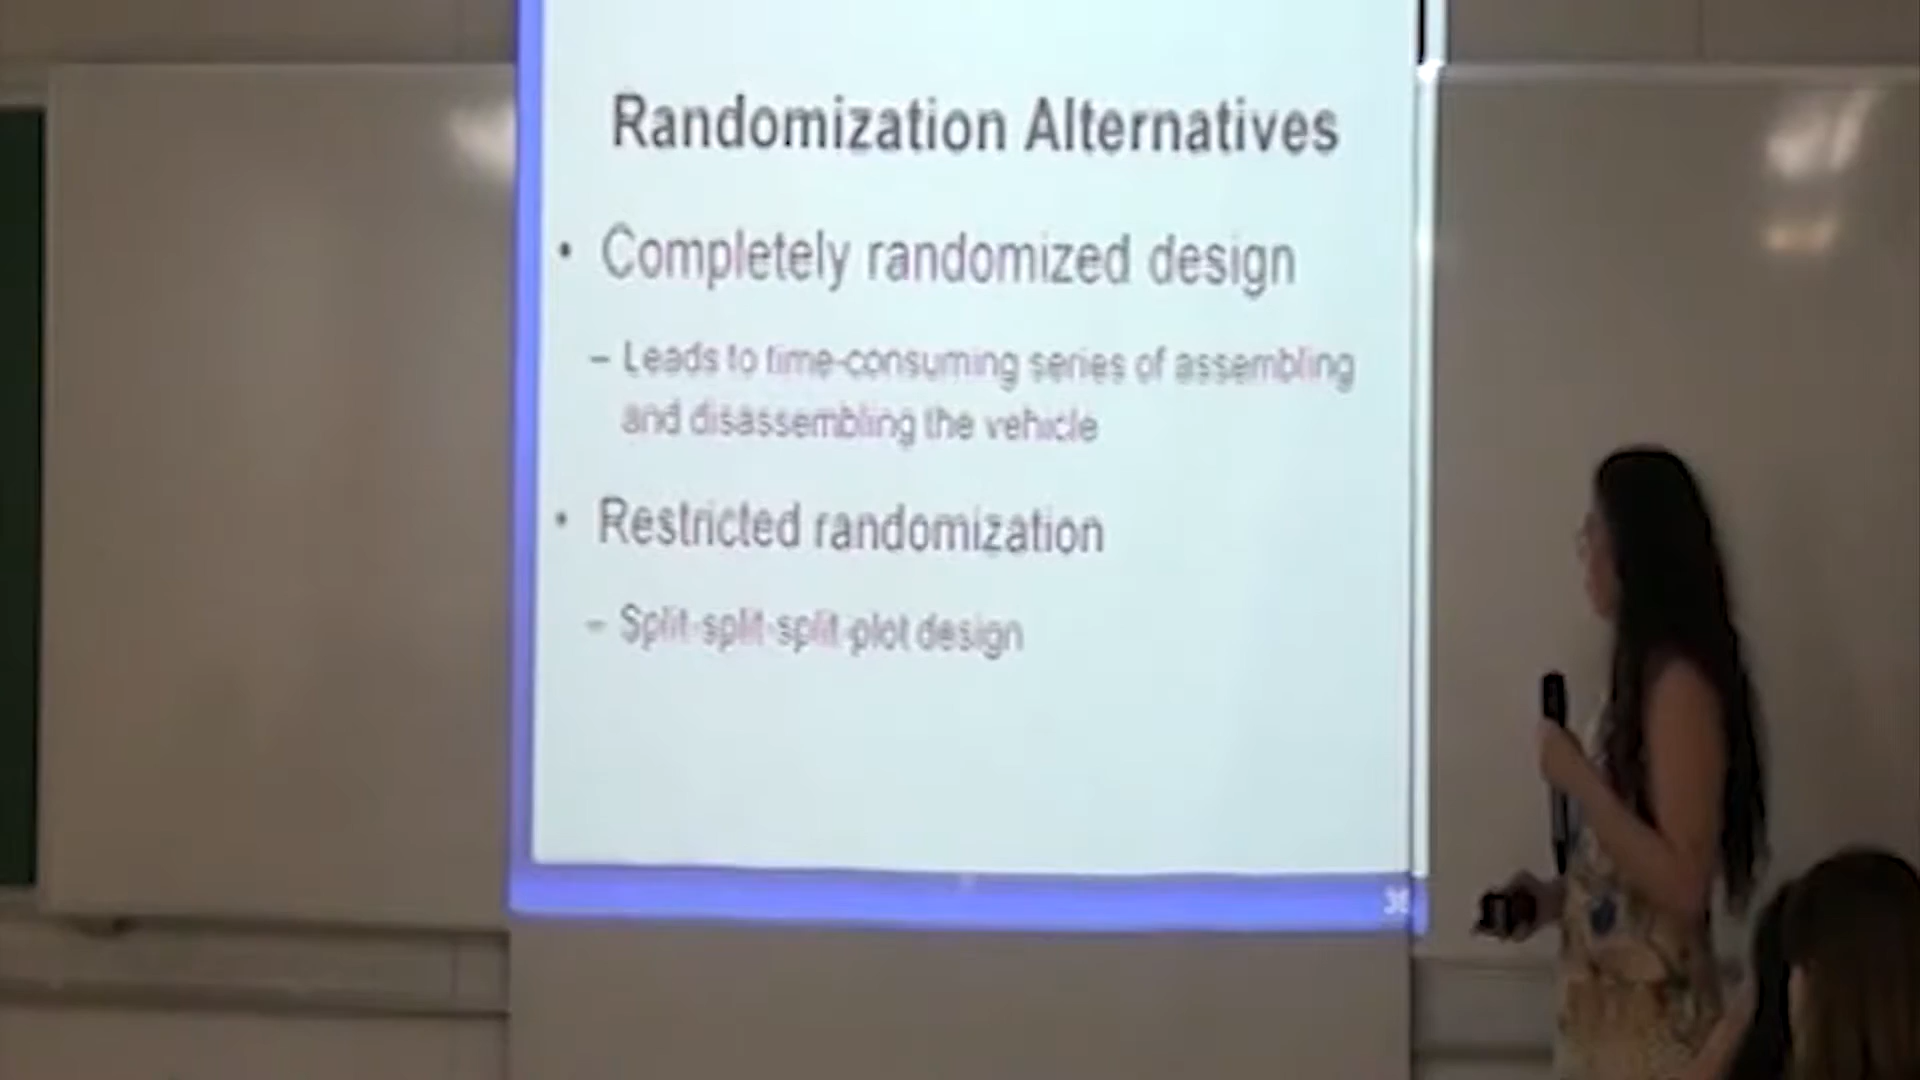 Randomization Alternatives
• Completely randomized design
– Leads to time-consuming series of assembling
and disassembling the vehicle
• Restricted randomization
– Split-split-split-plot design